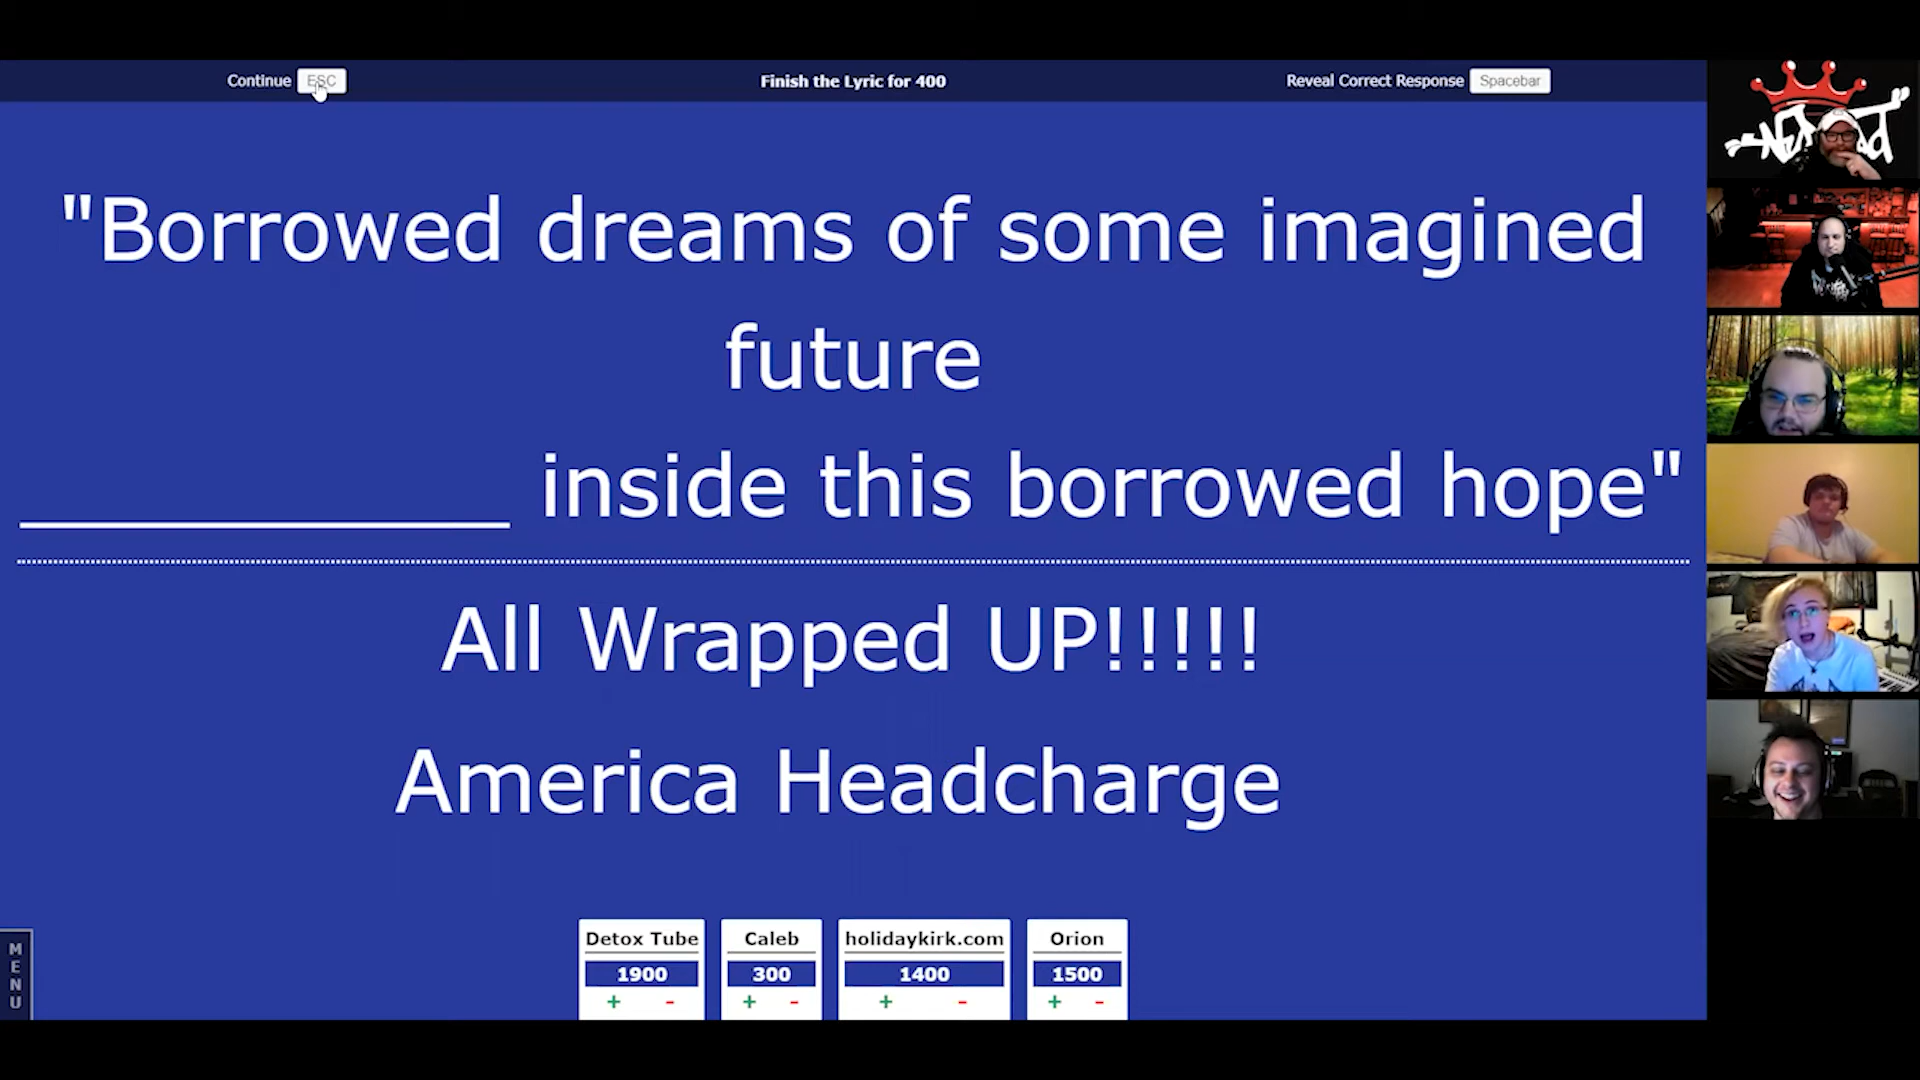 Continue ESC
Finish the Lyric for 400
Reveal Correct Response Spacebar
"Borrowed dreams of some imagined
future
__________ inside this borrowed hope"
All Wrapped UP!!!!!
America Headcharge
MENU
Detox Tube Caleb holidaykirk.com Orion
1900 300 1400 1500
+ - + - + - + -